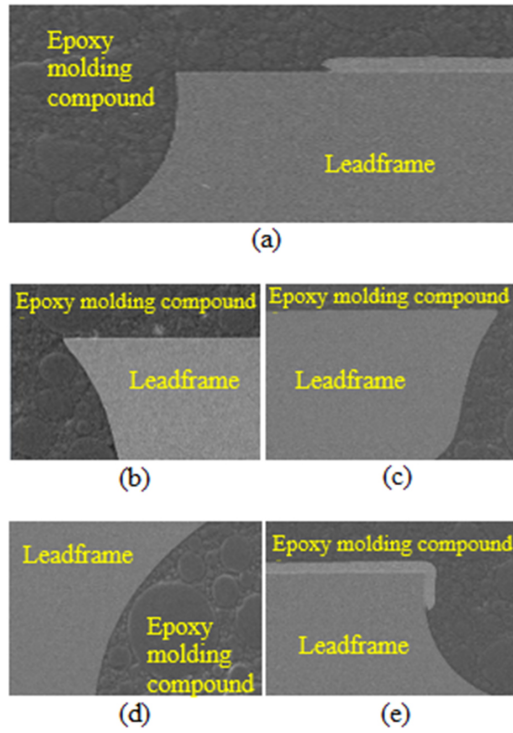 Epoxy
molding
compound
Leadframe
(a)
Epoxy molding compound
Leadframe
(b)
Epoxy molding compound
Leadframe
(c)
Leadframe
Epoxy
molding
compound
(d)
Epoxy molding compound
Leadframe
(e)